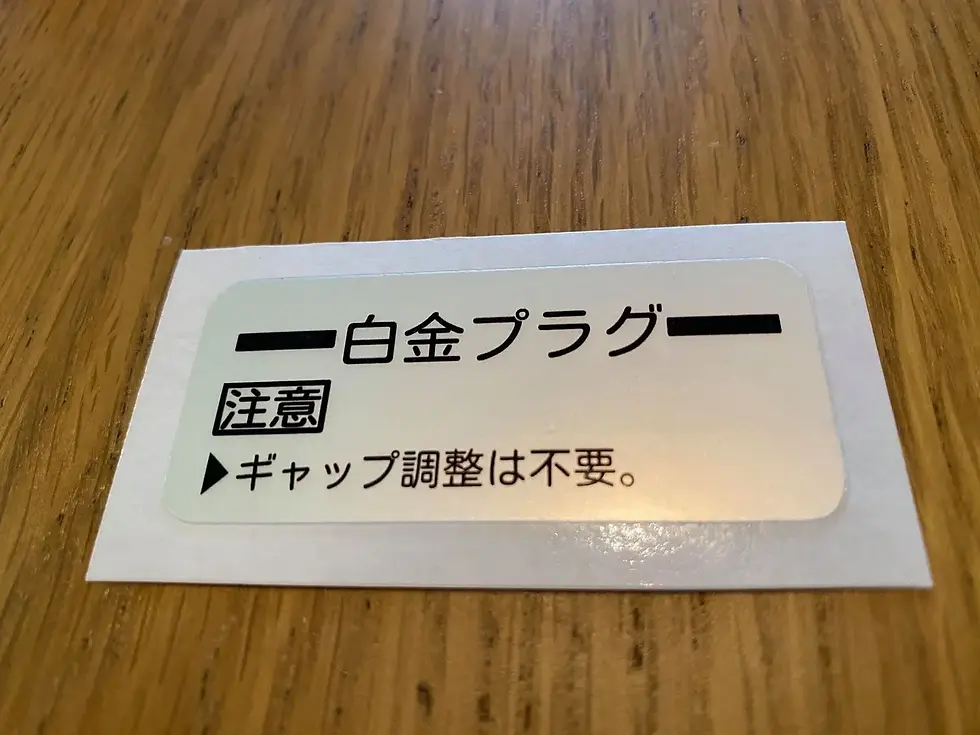 白金プラグ
注意
▶ギャップ調整は不要。